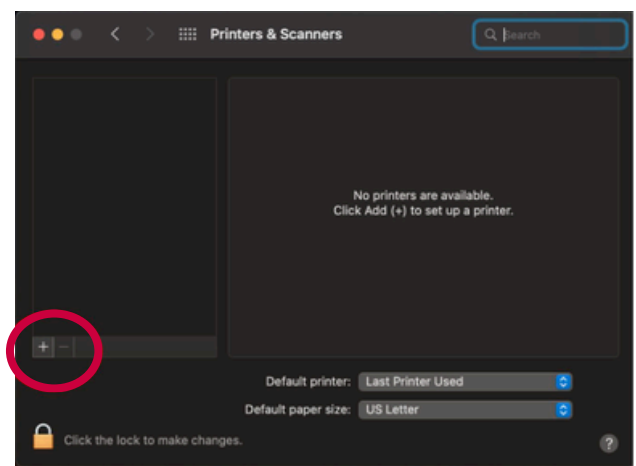 Printers & Scanners
Search
No printers are available.
Click Add (+) to set up a printer.
+ −
Default printer: Last Printer Used
Default paper size: US Letter
Click the lock to make changes.
?